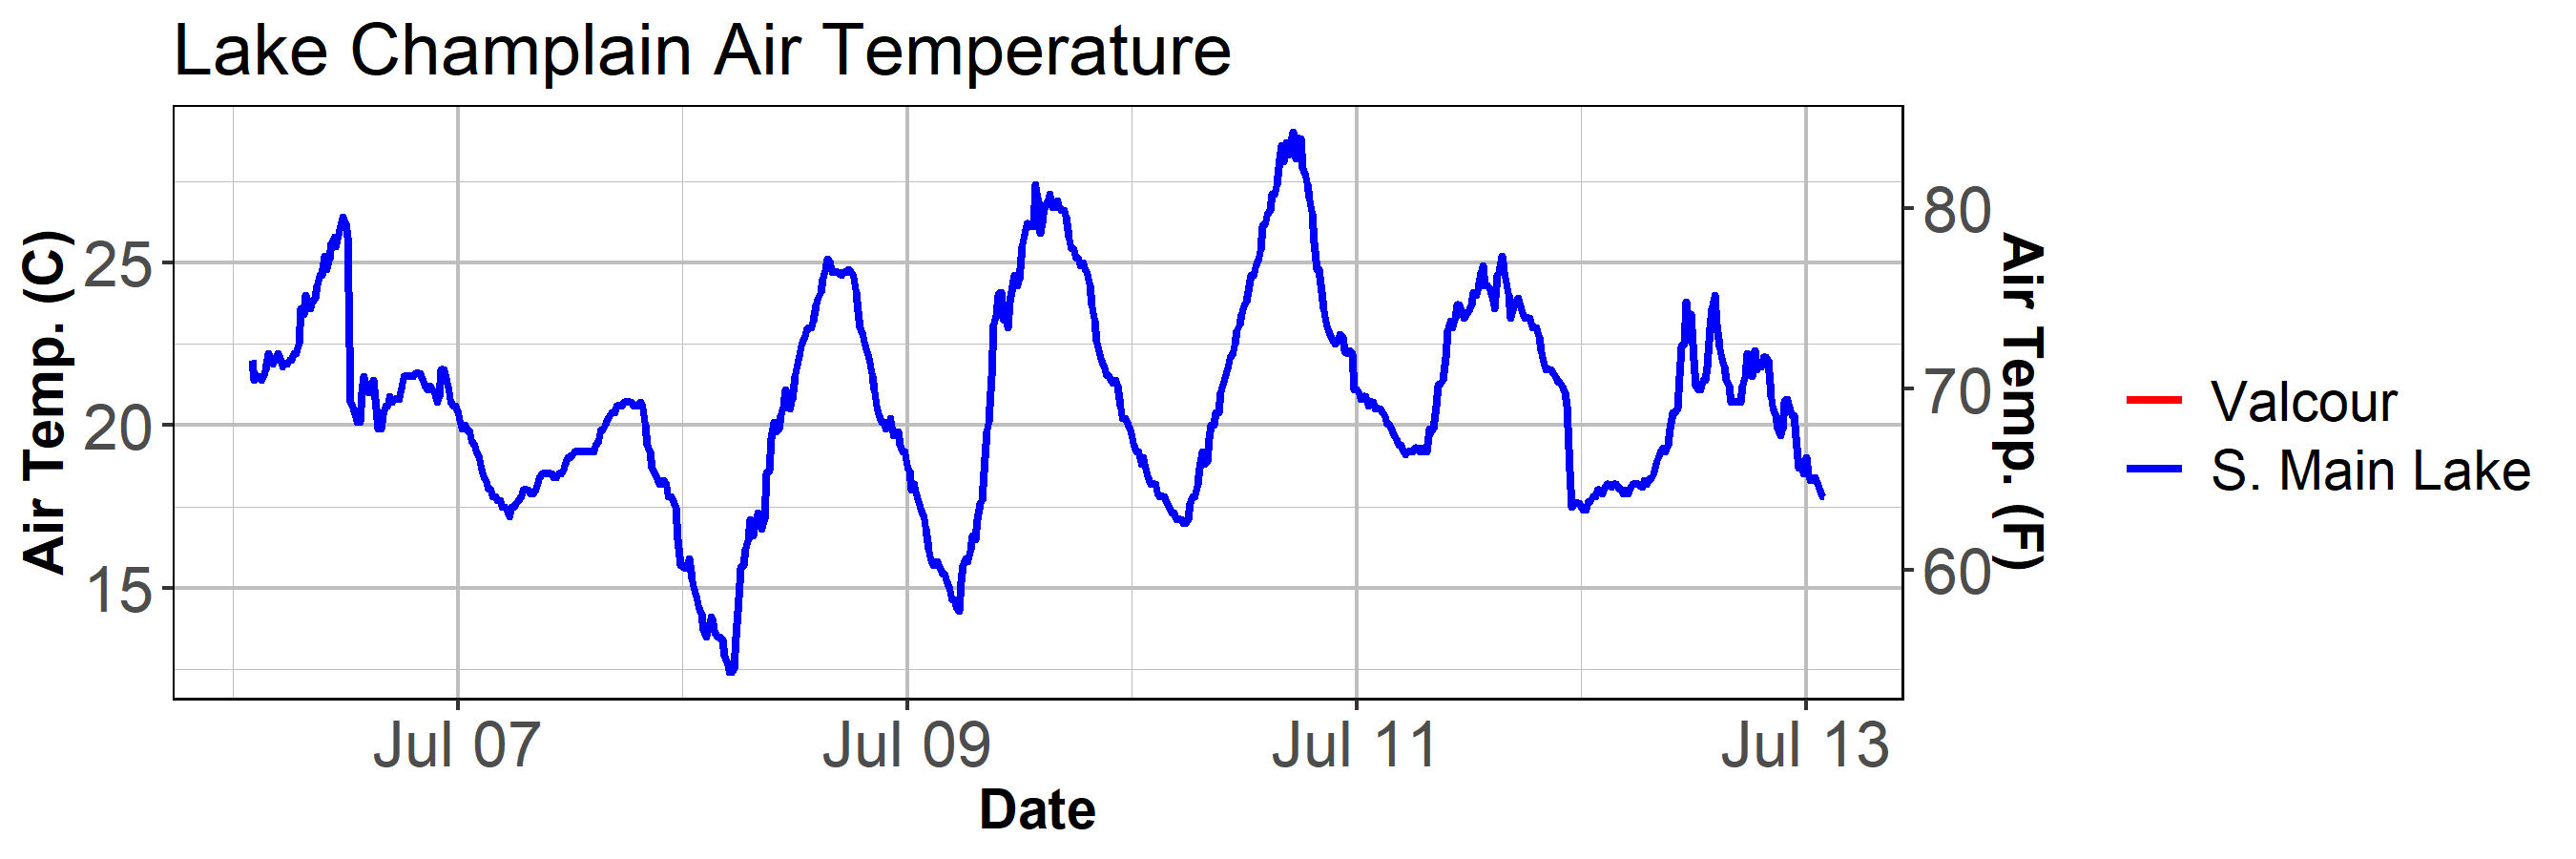 Lake Champlain Air Temperature
Air Temp. (C)
25
20
15
80
70
60
Air Temp. (F)
Jul 07 Jul 09 Jul 11 Jul 13
Date
Valcour
S. Main Lake